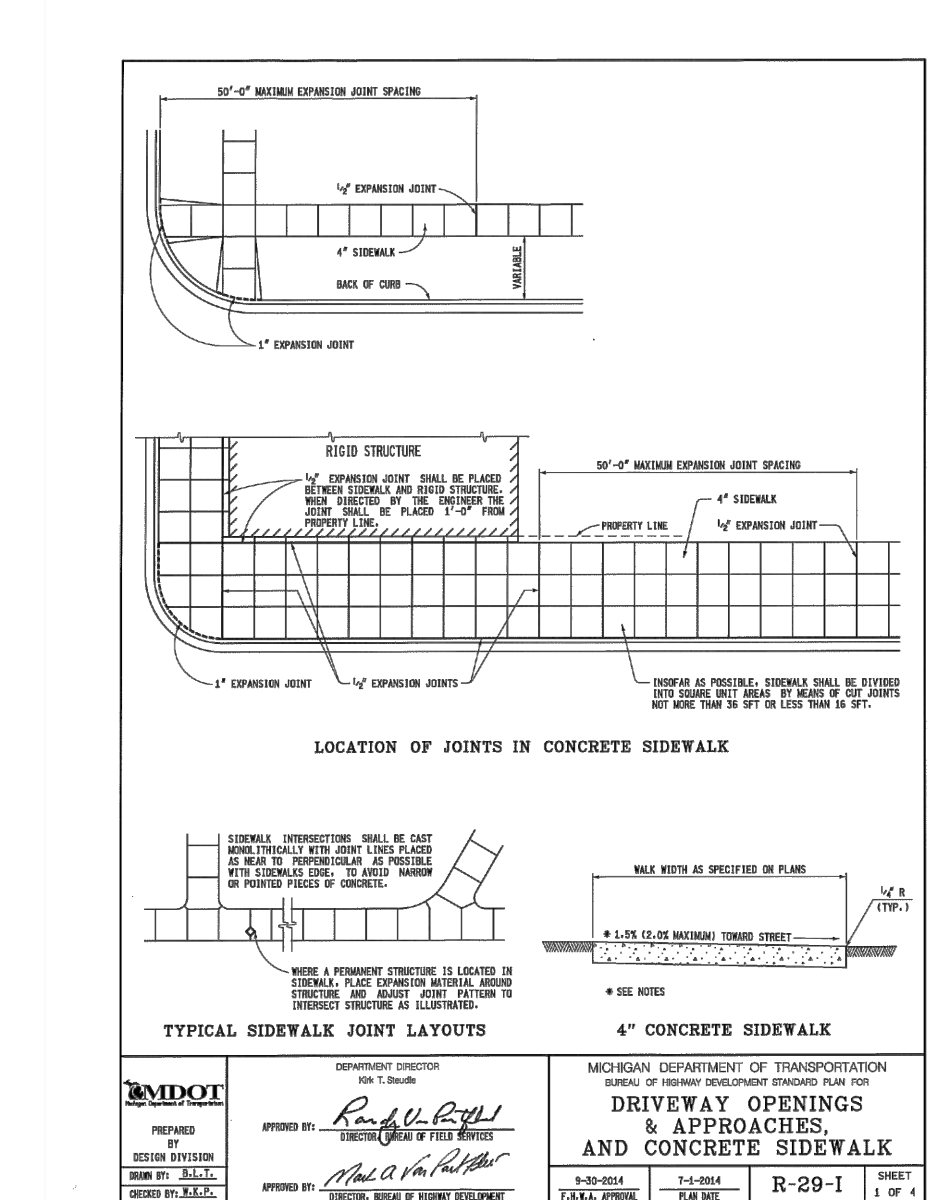 50'-0" MAXIMUM EXPANSION JOINT SPACING
1/2" EXPANSION JOINT
4" SIDEWALK
VARIABLE
BACK OF CURB
1" EXPANSION JOINT
RIGID STRUCTURE
1/2" EXPANSION JOINT SHALL BE PLACED
BETWEEN SIDEWALK AND RIGID STRUCTURE.
WHEN DIRECTED BY THE ENGINEER THE
JOINT SHALL BE PLACED 1'-0" FROM
PROPERTY LINE.
50'-0" MAXIMUM EXPANSION JOINT SPACING
4" SIDEWALK
PROPERTY LINE
1/2" EXPANSION JOINT
1" EXPANSION JOINT
1/2" EXPANSION JOINTS
INSOFAR AS POSSIBLE, SIDEWALK SHALL BE DIVIDED
INTO SQUARE UNIT AREAS BY MEANS OF CUT JOINTS
NOT MORE THAN 36 SFT OR LESS THAN 16 SFT.
LOCATION OF JOINTS IN CONCRETE SIDEWALK
SIDEWALK INTERSECTIONS SHALL BE CAST
MONOLITHICALLY WITH JOINT LINES PLACED
AS NEAR TO PERPENDICULAR AS POSSIBLE
WITH SIDEWALKS EDGE, TO AVOID NARROW
OR POINTED PIECES OF CONCRETE.
WHERE A PERMANENT STRUCTURE IS LOCATED IN
SIDEWALK, PLACE EXPANSION MATERIAL AROUND
STRUCTURE AND ADJUST JOINT PATTERN TO
INTERSECT STRUCTURE AS ILLUSTRATED.
TYPICAL SIDEWALK JOINT LAYOUTS
WALK WIDTH AS SPECIFIED ON PLANS
1/4" R
(TYP.)
* 1.5% (2.0% MAXIMUM) TOWARD STREET
* SEE NOTES
4" CONCRETE SIDEWALK
MDOT
Michigan Department of Transportation
PREPARED
BY
DESIGN DIVISION
DRAWN BY: B.L.T.
CHECKED BY: W.K.P.
DEPARTMENT DIRECTOR
Kirk T. Steudle
APPROVED BY:
DIRECTOR, BUREAU OF FIELD SERVICES
APPROVED BY:
DIRECTOR, BUREAU OF HIGHWAY DEVELOPMENT
MICHIGAN DEPARTMENT OF TRANSPORTATION
BUREAU OF HIGHWAY DEVELOPMENT STANDARD PLAN FOR
DRIVEWAY OPENINGS
& APPROACHES,
AND CONCRETE SIDEWALK
9-30-2014
F.H.W.A. APPROVAL
7-1-2014
PLAN DATE
R-29-I
SHEET
1 OF 4